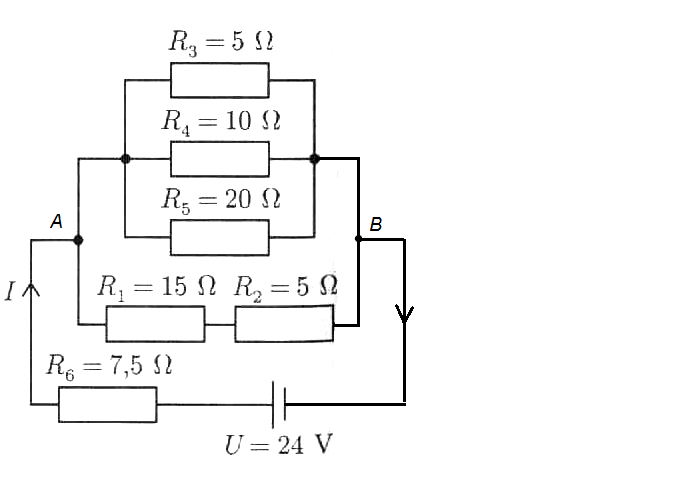 R₃ = 5 Ω
R₄ = 10 Ω
R₅ = 20 Ω
A
B
I
R₁ = 15 Ω R₂ = 5 Ω
R₆ = 7,5 Ω
U = 24 V